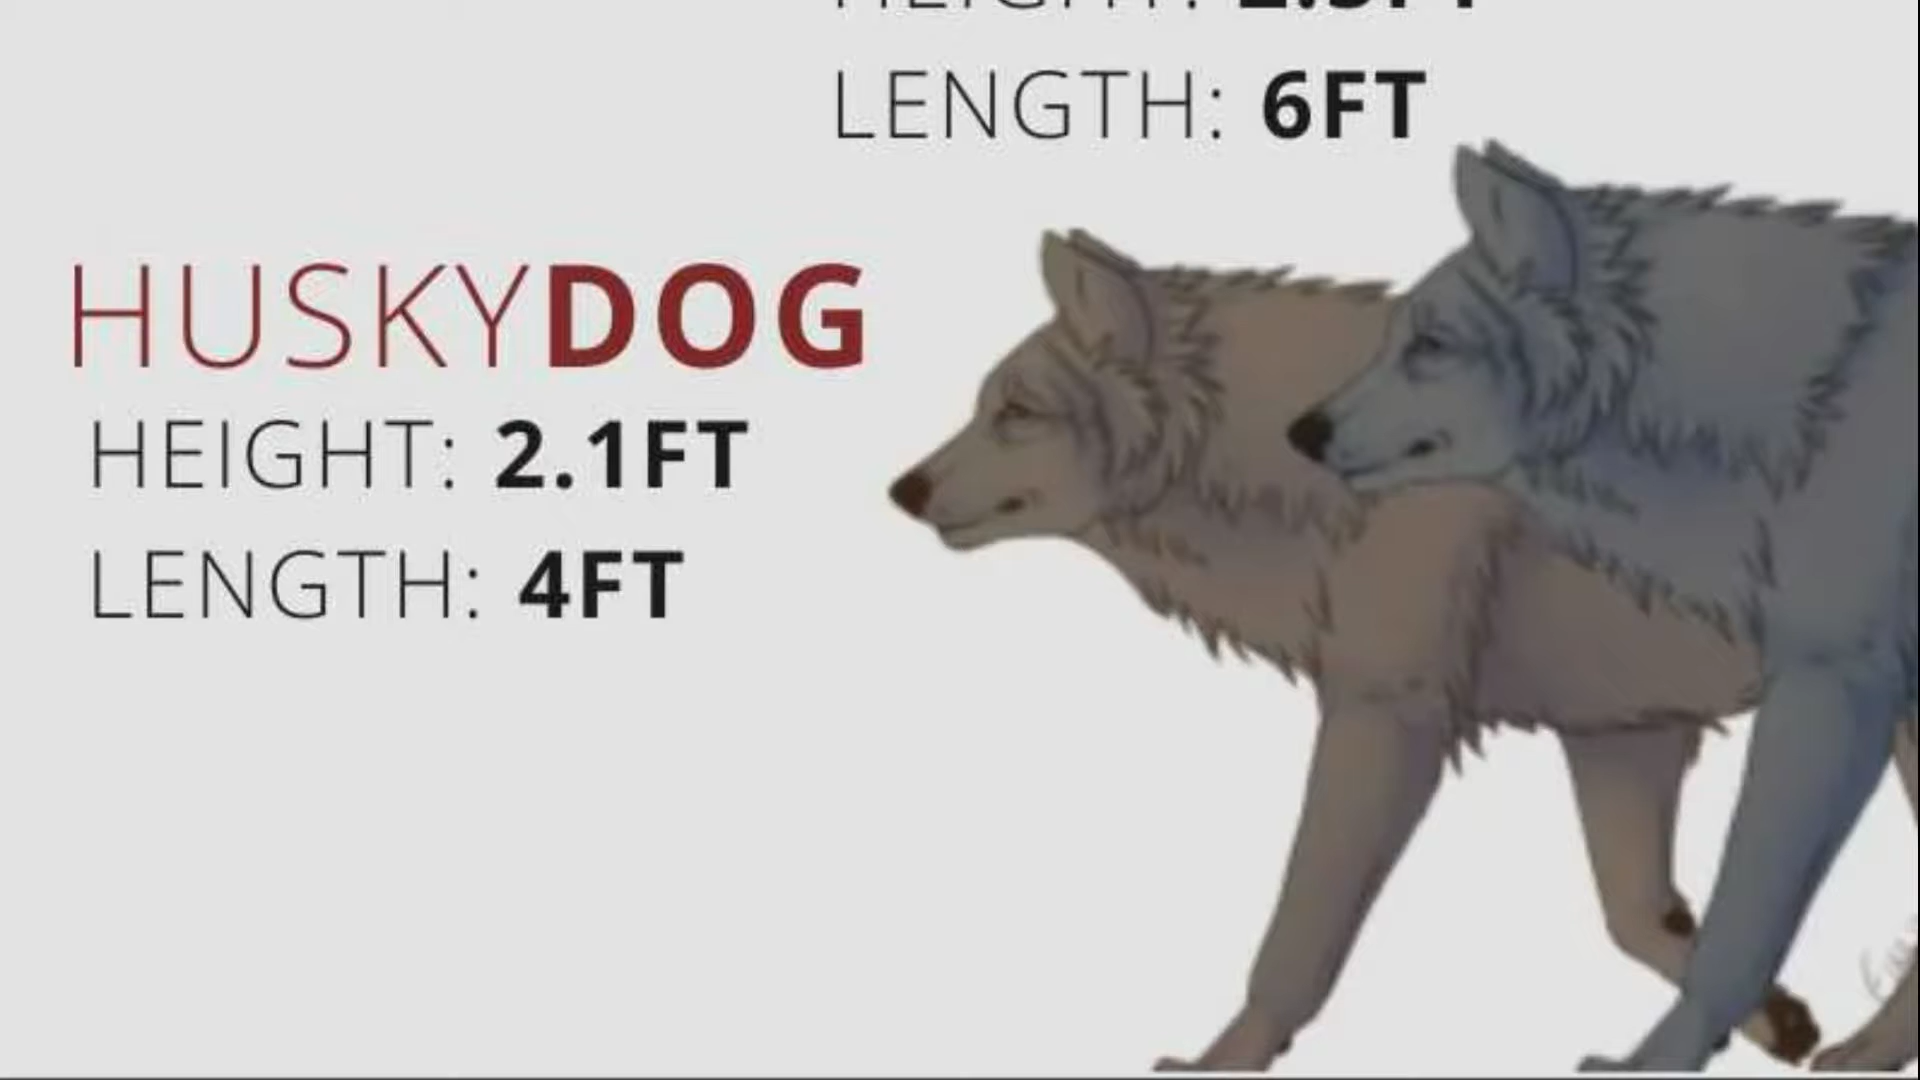 LENGTH: 6FT
HUSKYDOG
HEIGHT: 2.1FT
LENGTH: 4FT